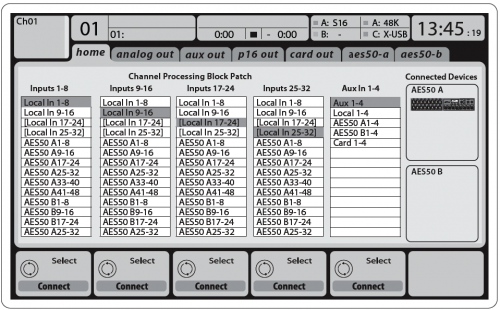 Ch01
01
01:
0:00
- 0:00
A: S16
B: -
A: 48K
C: X-USB
13:45 : 19
home
analog out
aux out
p16 out
card out
aes50-a
aes50-b
Channel Processing Block Patch
Connected Devices
Inputs 1-8
Inputs 9-16
Inputs 17-24
Inputs 25-32
Aux In 1-4
AES50 A
Local In 1-8
Local In 1-8
Local In 1-8
Local In 1-8
Aux 1-4
Local In 9-16
Local In 9-16
Local In 9-16
Local In 9-16
Local 1-4
[Local In 17-24]
[Local In 17-24]
[Local In 17-24]
[Local In 17-24]
AES50 A1-4
[Local In 25-32]
[Local In 25-32]
[Local In 25-32]
[Local In 25-32]
AES50 B1-4
AES50 A1-8
AES50 A1-8
AES50 A1-8
AES50 A1-8
Card 1-4
AES50 A9-16
AES50 A9-16
AES50 A9-16
AES50 A9-16
AES50 A17-24
AES50 A17-24
AES50 A17-24
AES50 A17-24
AES50 A25-32
AES50 A25-32
AES50 A25-32
AES50 A25-32
AES50 B
AES50 A33-40
AES50 A33-40
AES50 A33-40
AES50 A33-40
AES50 A41-48
AES50 A41-48
AES50 A41-48
AES50 A41-48
AES50 B1-8
AES50 B1-8
AES50 B1-8
AES50 B1-8
AES50 B9-16
AES50 B9-16
AES50 B9-16
AES50 B9-16
AES50 B17-24
AES50 B17-24
AES50 B17-24
AES50 B17-24
AES50 A25-32
AES50 A25-32
AES50 A25-32
AES50 A25-32
Select
Select
Select
Select
Select
Connect
Connect
Connect
Connect
Connect